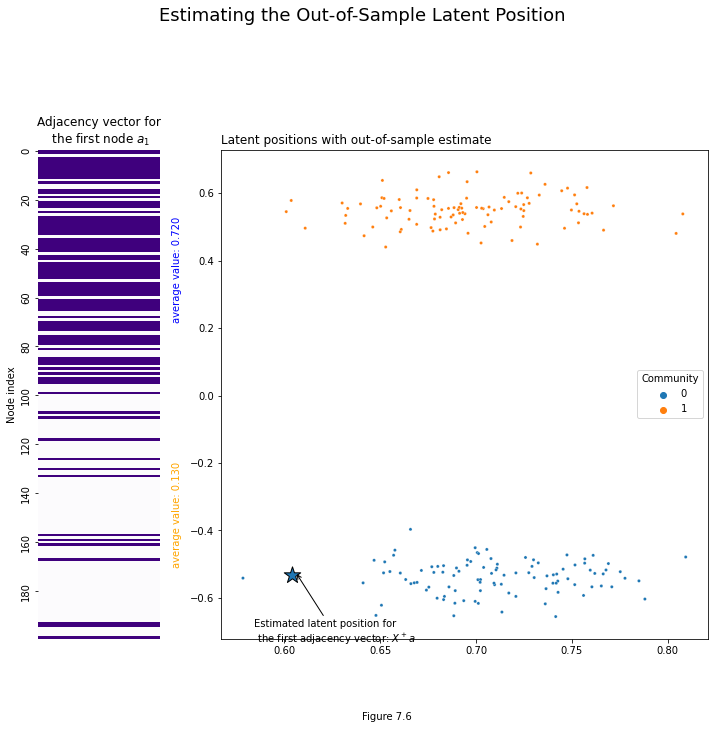 Estimating the Out-of-Sample Latent Position
Adjacency vector for
the first node a₁
Node index
0
20
40
60
80
100
120
140
160
180
average value: 0.720
average value: 0.130
Latent positions with out-of-sample estimate
0.6
0.4
0.2
0.0
−0.2
−0.4
−0.6
Community
0
1
Estimated latent position for
the first adjacency vector: X⁺a
0.60
0.65
0.70
0.75
0.80
Figure 7.6